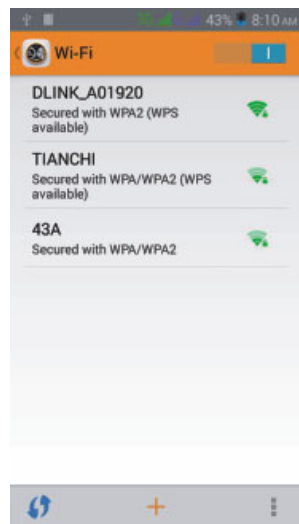 43% 8:10 AM
Wi-Fi
DLINK_A01920
Secured with WPA2 (WPS
available)
TIANCHI
Secured with WPA/WPA2 (WPS
available)
43A
Secured with WPA/WPA2